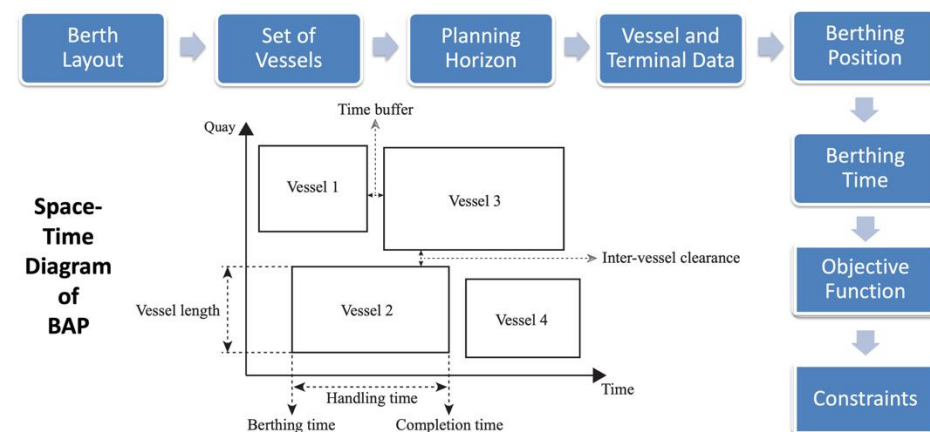 Berth
Layout
Set of
Vessels
Planning
Horizon
Vessel and
Terminal Data
Berthing
Position
Berthing
Time
Objective
Function
Constraints
Space-
Time
Diagram
of
BAP
Time buffer
Quay
Vessel 1
Vessel 3
Inter-vessel clearance
Vessel length
Vessel 2
Vessel 4
Time
Handling time
Berthing time
Completion time